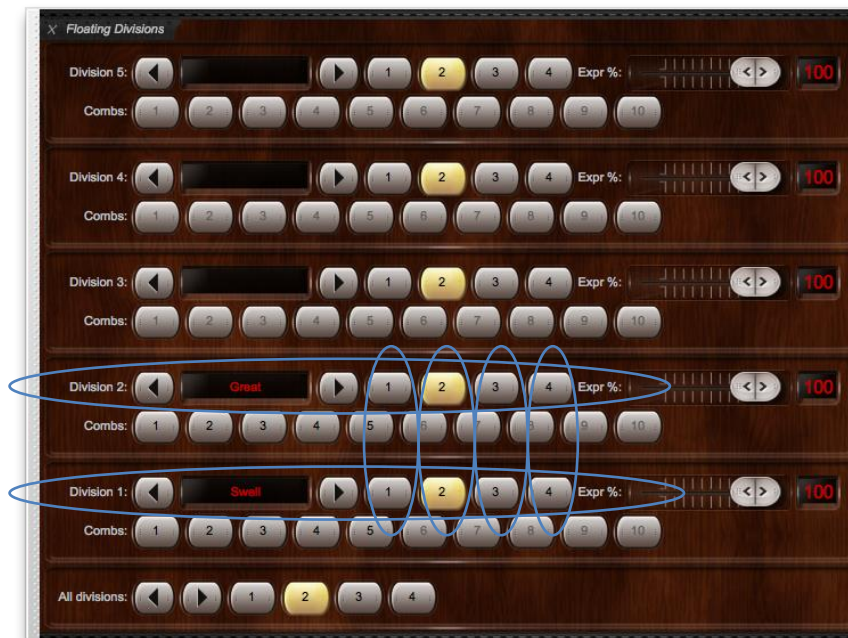 X Floating Divisions
Division 5: 1 2 3 4 Expr %: 100
Combs: 1 2 3 4 5 6 7 8 9 10
Division 4: 1 2 3 4 Expr %: 100
Combs: 1 2 3 4 5 6 7 8 9 10
Division 3: 1 2 3 4 Expr %: 100
Combs: 1 2 3 4 5 6 7 8 9 10
Division 2: Great 1 2 3 4 Expr %: 100
Combs: 1 2 3 4 5 6 7 8 9 10
Division 1: Swell 1 2 3 4 Expr %: 100
Combs: 1 2 3 4 5 6 7 8 9 10
All divisions: 1 2 3 4